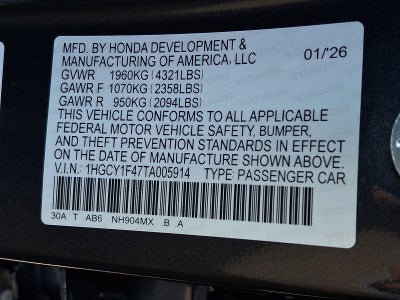 MFD. BY HONDA DEVELOPMENT &
MANUFACTURING OF AMERICA, LLC 01/'26
GVWR 1960KG (4321LBS)
GAWR F 1070KG (2358LBS)
GAWR R 950KG (2094LBS)
THIS VEHICLE CONFORMS TO ALL APPLICABLE
FEDERAL MOTOR VEHICLE SAFETY, BUMPER,
AND THEFT PREVENTION STANDARDS IN EFFECT
ON THE DATE OF MANUFACTURE SHOWN ABOVE.
V.I.N.: 1HGCY1F47TA005914 TYPE: PASSENGER CAR
30A T AB6 NH904MX .B .A